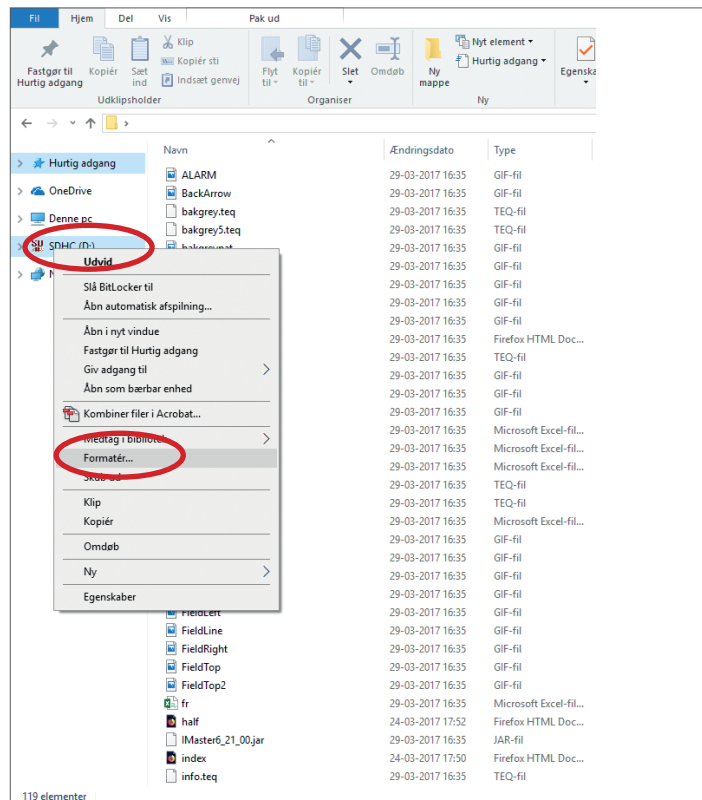 Fil Hjem Del Vis Pak ud
Fastgør til Hurtig adgang
Kopiér
Sæt ind
Klip
Kopiér sti
Indsæt genvej
Flyt til
Kopiér til
Slet
Omdøb
Ny mappe
Nyt element
Hurtig adgang
Egenska
Udklipsholder Organiser Ny
Navn Ændringsdato Type
Hurtig adgang
OneDrive
Denne pc
SDHC (D:)
N
Udvid
Slå BitLocker til
Åbn automatisk afspilning...
Åbn i nyt vindue
Fastgør til Hurtig adgang
Giv adgang til
Åbn som bærbar enhed
Kombiner filer i Acrobat...
Medtag i bibliotek
Formatér...
Skub ud
Klip
Kopiér
Omdøb
Ny
Egenskaber
ALARM 29-03-2017 16:35 GIF-fil
BackArrow 29-03-2017 16:35 GIF-fil
bakgrey.teq 29-03-2017 16:35 TEQ-fil
bakgrey5.teq 29-03-2017 16:35 TEQ-fil
bakgreypat 29-03-2017 16:35 GIF-fil
29-03-2017 16:35 GIF-fil
29-03-2017 16:35 GIF-fil
29-03-2017 16:35 GIF-fil
29-03-2017 16:35 GIF-fil
29-03-2017 16:35 Firefox HTML Doc...
29-03-2017 16:35 TEQ-fil
29-03-2017 16:35 GIF-fil
29-03-2017 16:35 GIF-fil
29-03-2017 16:35 GIF-fil
29-03-2017 16:35 Microsoft Excel-fil...
29-03-2017 16:35 Microsoft Excel-fil...
29-03-2017 16:35 Microsoft Excel-fil...
29-03-2017 16:35 TEQ-fil
29-03-2017 16:35 TEQ-fil
29-03-2017 16:35 Microsoft Excel-fil...
29-03-2017 16:35 GIF-fil
29-03-2017 16:35 GIF-fil
29-03-2017 16:35 GIF-fil
29-03-2017 16:35 GIF-fil
FieldLeft 29-03-2017 16:35 GIF-fil
FieldLine 29-03-2017 16:35 GIF-fil
FieldRight 29-03-2017 16:35 GIF-fil
FieldTop 29-03-2017 16:35 GIF-fil
FieldTop2 29-03-2017 16:35 GIF-fil
fr 29-03-2017 16:35 Microsoft Excel-fil...
half 24-03-2017 17:52 Firefox HTML Doc...
IMaster6_21_00.jar 29-03-2017 16:35 JAR-fil
index 24-03-2017 17:50 Firefox HTML Doc...
info.teq 29-03-2017 16:35 TEQ-fil
119 elementer